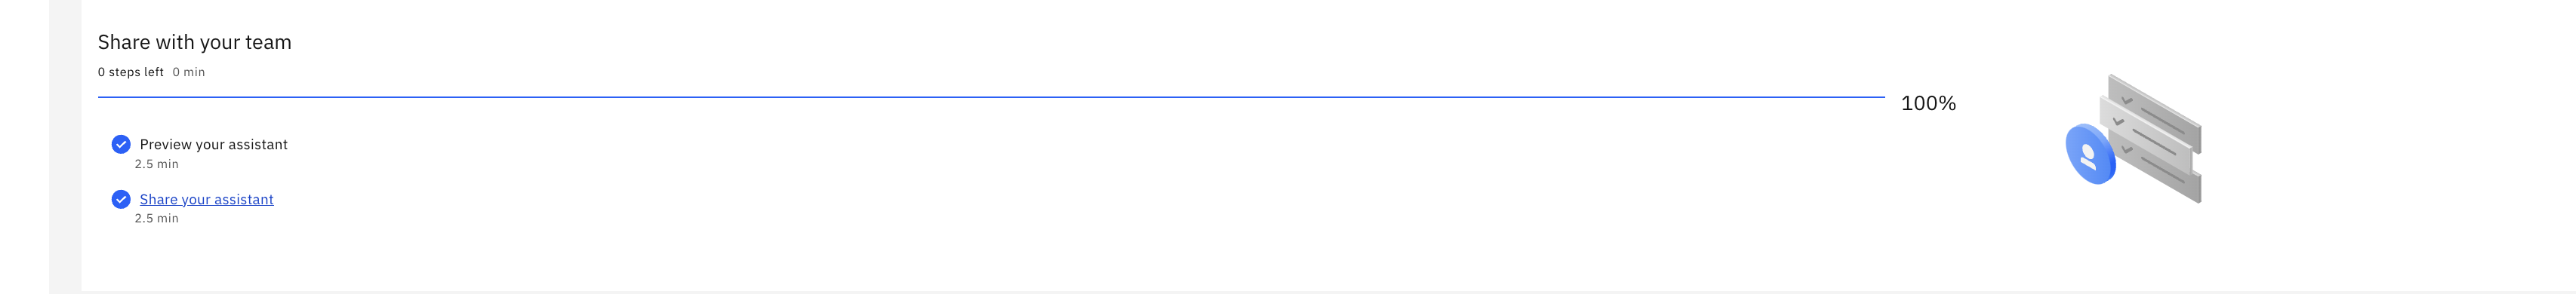 Share with your team
0 steps left 0 min
100%
Preview your assistant
2.5 min
Share your assistant
2.5 min